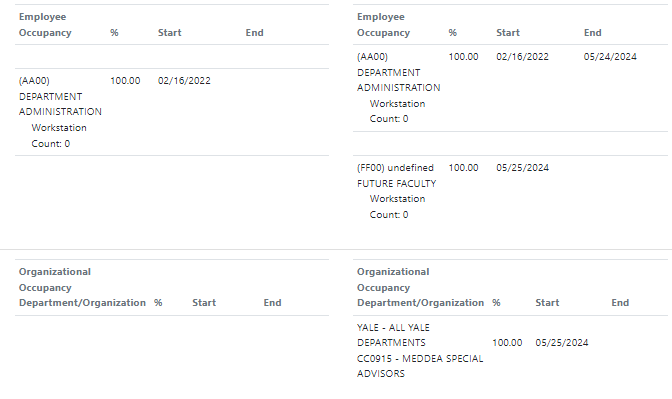 Employee
Occupancy % Start End
(AA00) 100.00 02/16/2022
DEPARTMENT
ADMINISTRATION
Workstation
Count: 0
Employee
Occupancy % Start End
(AA00) 100.00 02/16/2022 05/24/2024
DEPARTMENT
ADMINISTRATION
Workstation
Count: 0
(FF00) undefined 100.00 05/25/2024
FUTURE FACULTY
Workstation
Count: 0
Organizational
Occupancy
Department/Organization % Start End
Organizational
Occupancy
Department/Organization % Start End
YALE - ALL YALE
DEPARTMENTS 100.00 05/25/2024
CC0915 - MEDDEA SPECIAL
ADVISORS